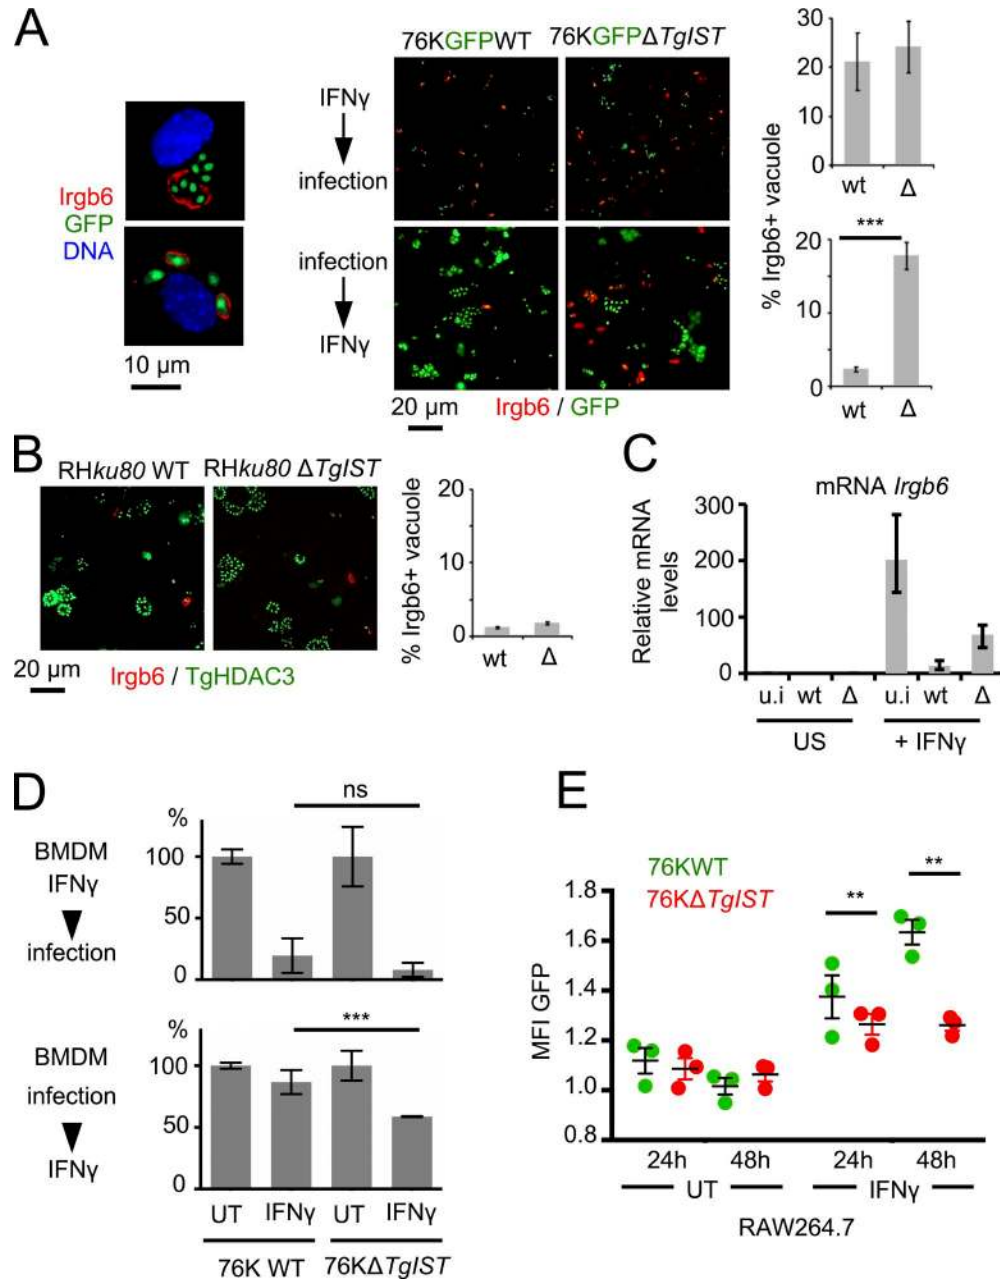 A
76KGFPWT 76KGFPΔTgIST
IFNγ
infection
Irgb6
GFP
DNA
10 µm
infection
IFNγ
20 µm
Irgb6 / GFP
% Irgb6+ vacuole
30
20
10
0
wt Δ
***
20
10
0
wt Δ
B
RHku80 WT RHku80 ΔTgIST
20 µm
Irgb6 / TgHDAC3
% Irgb6+ vacuole
20
10
0
wt Δ
C
mRNA Irgb6
Relative mRNA
levels
300
200
100
0
u.i wt Δ u.i wt Δ
US + IFNγ
D
BMDM
IFNγ
infection
%
100
50
0
ns
BMDM
infection
IFNγ
%
100
50
0
***
UT IFNγ UT IFNγ
76K WT 76KΔTgIST
E
76KWT
76KΔTgIST
MFI GFP
1.8
1.6
1.4
1.2
1.0
0.8
**
**
24h 48h 24h 48h
UT IFNγ
RAW264.7